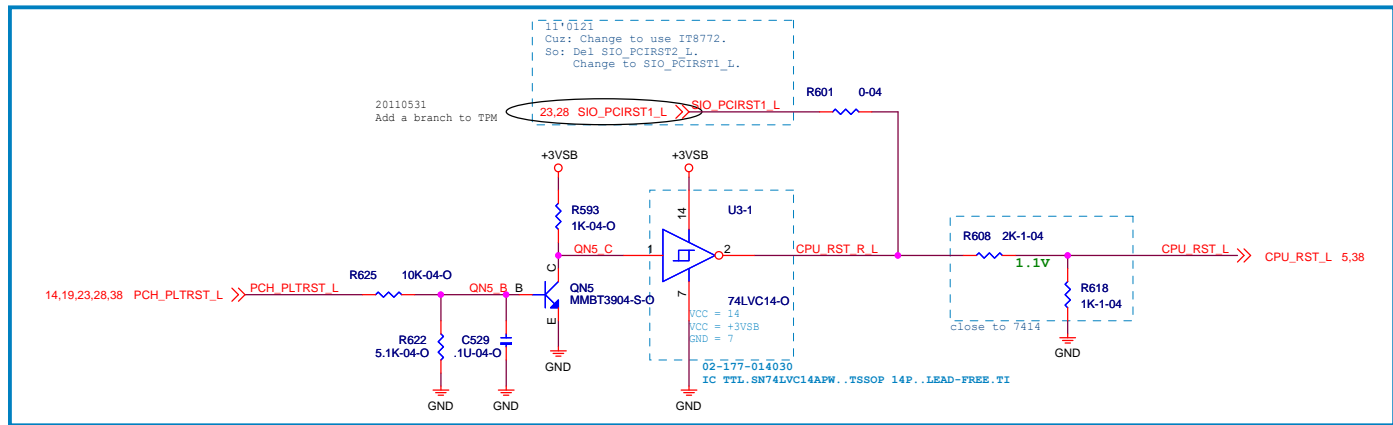 11'0121
Cuz: Change to use IT8772.
So: Del SIO_PCIRST2_L.
Change to SIO_PCIRST1_L.
R601 0-04
20110531
Add a branch to TPM
23,28 SIO_PCIRST1_L
SIO_PCIRST1_L
+3VSB
+3VSB
R593
1K-04-O
14
U3-1
QN5_C
1
2
CPU_RST_R_L
R608 2K-1-04
1.1V
CPU_RST_L
CPU_RST_L 5,38
R625 10K-04-O
14,19,23,28,38 PCH_PLTRST_L
PCH_PLTRST_L
QN5_B
B
C
E
QN5
MMBT3904-S-O
7
74LVC14-O
VCC = 14
VCC = +3VSB
GND = 7
R618
1K-1-04
close to 7414
R622
5.1K-04-O
C529
.1U-04-O
GND
GND
02-177-014030
IC TTL.SN74LVC14APW..TSSOP 14P..LEAD-FREE.TI
GND
GND
GND